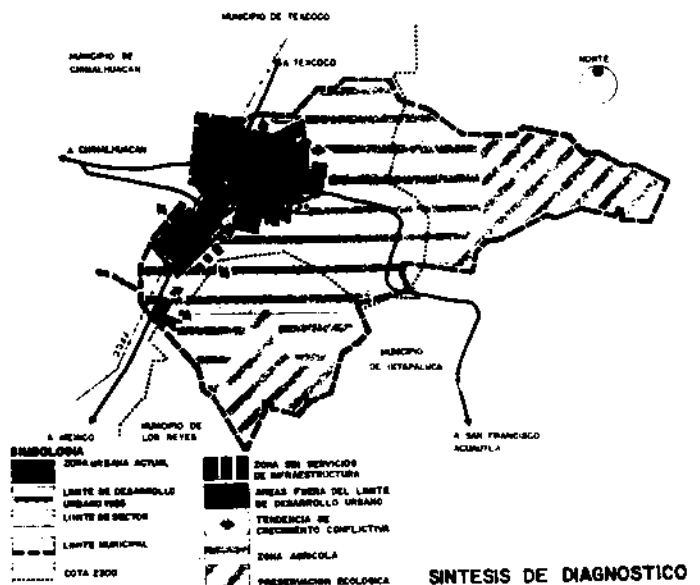 MUNICIPIO DE TEXCOCO
MUNICIPIO DE
CHIMALHUACAN
A TEXCOCO
NORTE
A CHIMALHUACAN
MUNICIPIO
DE IXTAPALUCA
A MEXICO
MUNICIPIO DE
LOS REYES
A SAN FRANCISCO
ACUAUTLA
SIMBOLOGIA
ZONA URBANA ACTUAL
LIMITE DE DESARROLLO
URBANO
LIMITE DE SECTOR
LIMITE MUNICIPAL
COTA 2300
ZONA SIN SERVICIOS
DE INFRAESTRUCTURA
AREAS FUERA DEL LIMITE
DE DESARROLLO URBANO
TENDENCIA DE
CRECIMIENTO CONFLICTIVA
ZONA AGRICOLA
PRESERVACION ECOLOGICA
SINTESIS DE DIAGNOSTICO